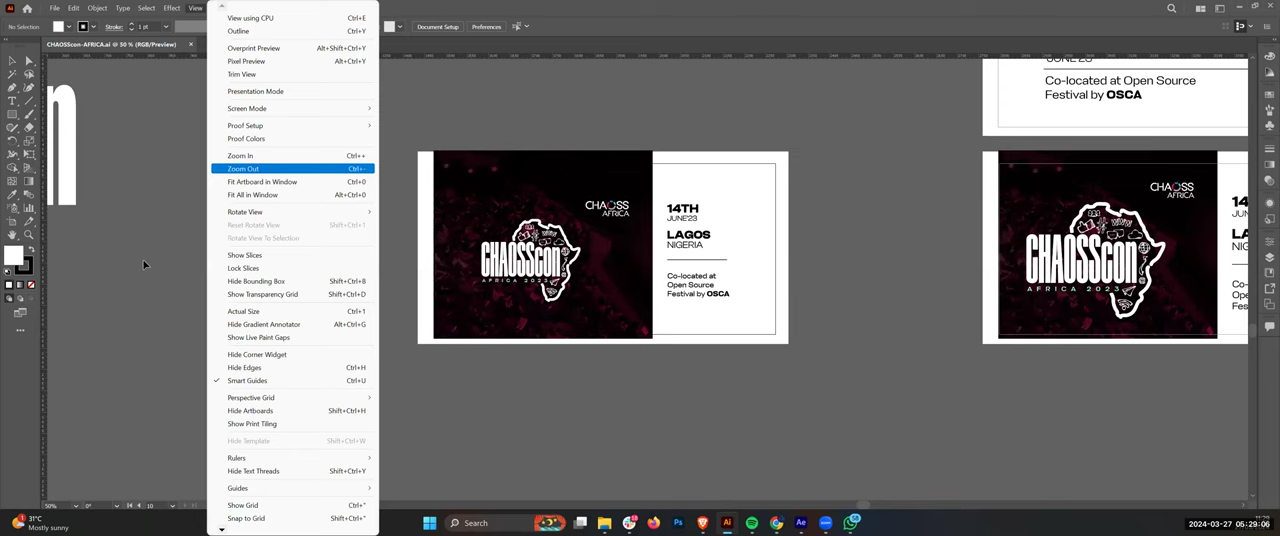 File Edit Object Type Select Effect View
No Selection Stroke: 1 pt Document Setup Preferences
CHAOSScon-AFRICA.ai @ 50 % (RGB/Preview) ×
View using CPU Ctrl+E
Outline Ctrl+Y
Overprint Preview Alt+Shift+Ctrl+Y
Pixel Preview Alt+Ctrl+Y
Trim View
Presentation Mode
Screen Mode
Proof Setup
Proof Colors
Zoom In Ctrl++
Zoom Out Ctrl+-
Fit Artboard in Window Ctrl+0
Fit All in Window Alt+Ctrl+0
Rotate View
Reset Rotate View Shift+Ctrl+1
Rotate View To Selection
Show Slices
Lock Slices
Hide Bounding Box Shift+Ctrl+B
Show Transparency Grid Shift+Ctrl+D
Actual Size Ctrl+1
Hide Gradient Annotator Alt+Ctrl+G
Show Live Paint Gaps
Hide Corner Widget
Hide Edges Ctrl+H
Smart Guides Ctrl+U
Perspective Grid
Hide Artboards Shift+Ctrl+H
Show Print Tiling
Hide Template Shift+Ctrl+W
Rulers
Hide Text Threads Shift+Ctrl+Y
Guides
Show Grid Ctrl+"
Snap to Grid Shift+Ctrl+"
n
CHAOSS
AFRICA
CHAOSScon
AFRICA 2023
14TH
JUNE'23
LAGOS
NIGERIA
Co-located at
Open Source
Festival by OSCA
JUNE'23
Co-located at Open Source
Festival by OSCA
CHAOSS
AFRICA
CHAOSScon
AFRICA 2023
50% 0° 10
31°C
Mostly sunny
Search
2024-03-27 05:29:06